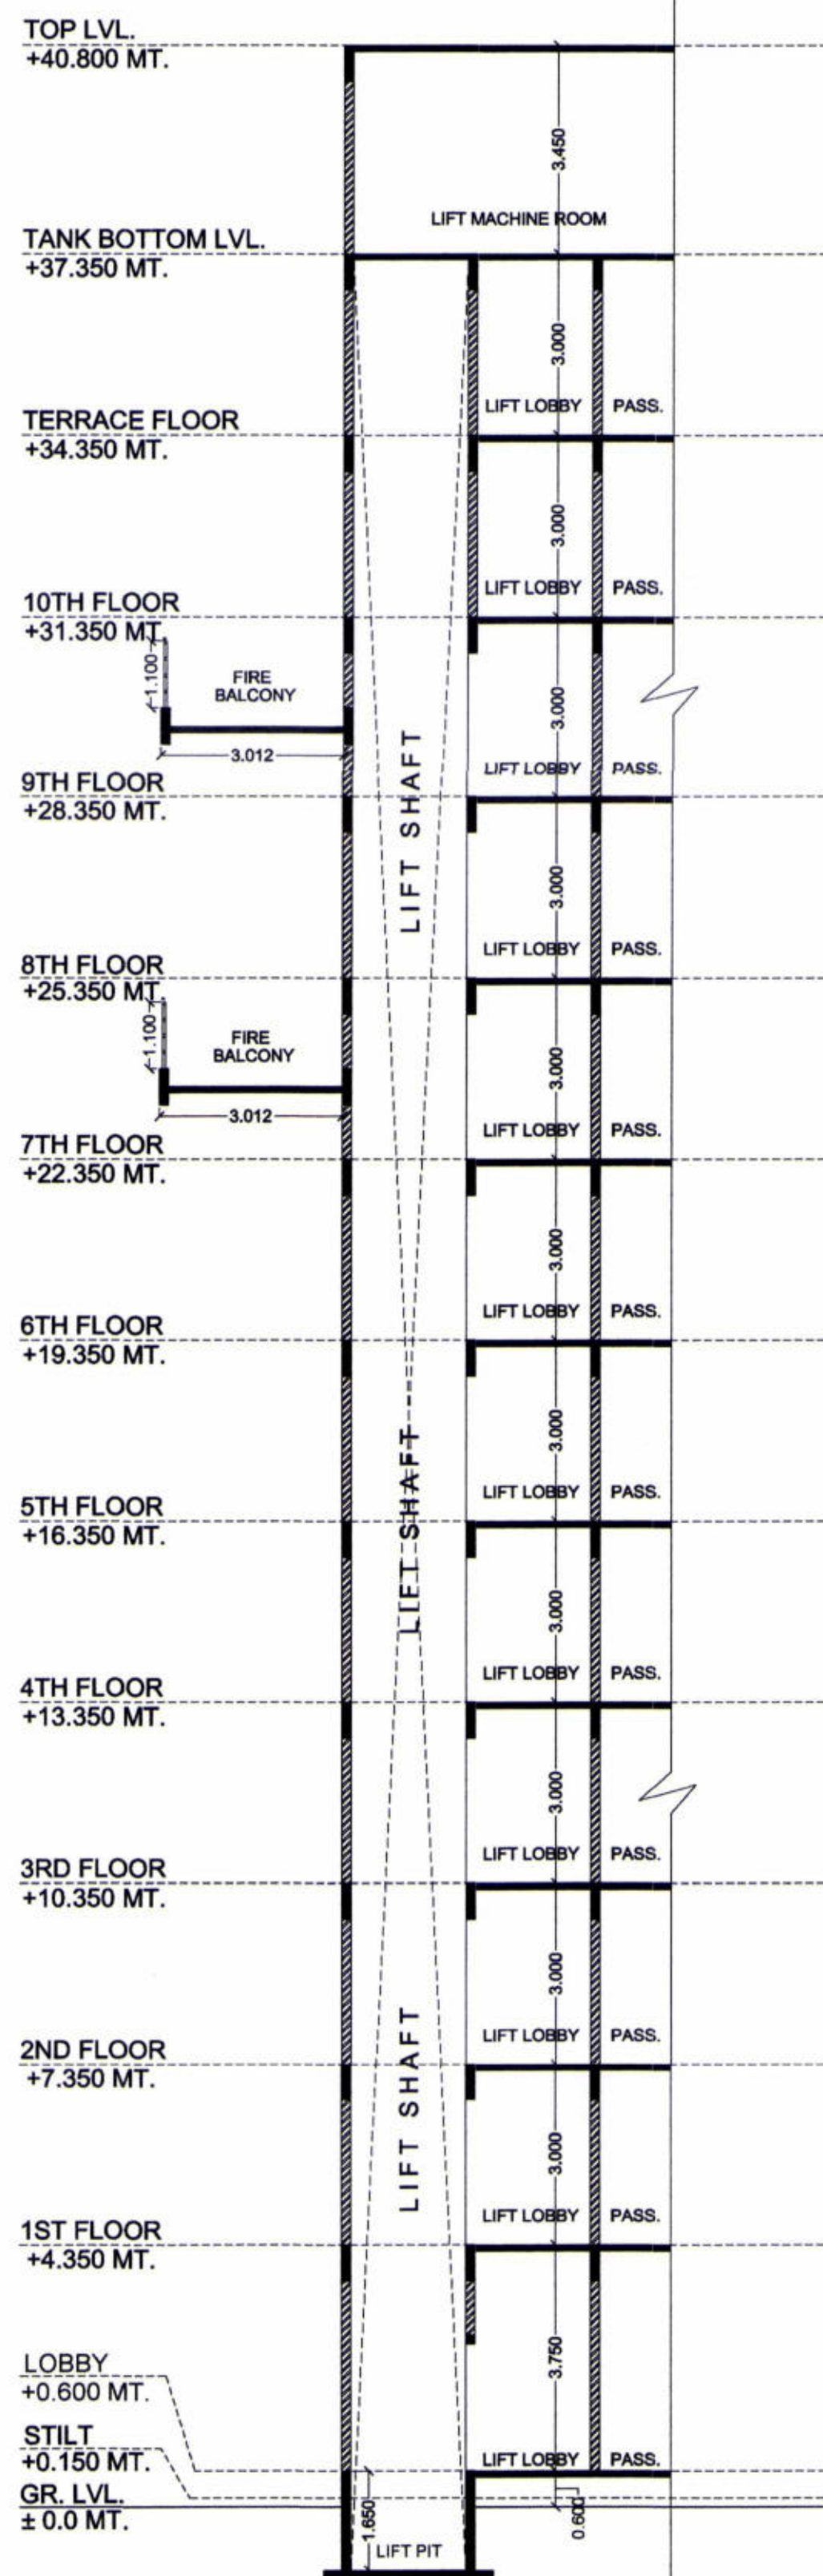 TOP LVL.
+40.800 MT.
3.450
LIFT MACHINE ROOM
TANK BOTTOM LVL.
+37.350 MT.
3.000
LIFT LOBBY PASS.
TERRACE FLOOR
+34.350 MT.
3.000
LIFT LOBBY PASS.
10TH FLOOR
+31.350 MT
1.100
FIRE
BALCONY
3.012
3.000
LIFT LOBBY PASS.
9TH FLOOR
+28.350 MT.
LIFT SHAFT
3.000
LIFT LOBBY PASS.
8TH FLOOR
+25.350 MT
1.100
FIRE
BALCONY
3.012
3.000
LIFT LOBBY PASS.
7TH FLOOR
+22.350 MT.
3.000
LIFT LOBBY PASS.
6TH FLOOR
+19.350 MT.
3.000
LIFT LOBBY PASS.
LIFT SHAFT
5TH FLOOR
+16.350 MT.
3.000
LIFT LOBBY PASS.
4TH FLOOR
+13.350 MT.
3.000
LIFT LOBBY PASS.
3RD FLOOR
+10.350 MT.
3.000
LIFT LOBBY PASS.
2ND FLOOR
+7.350 MT.
LIFT SHAFT
3.000
LIFT LOBBY PASS.
1ST FLOOR
+4.350 MT.
3.750
LIFT LOBBY PASS.
LOBBY
+0.600 MT.
STILT
+0.150 MT.
GR. LVL.
± 0.0 MT.
1.650
0.600
LIFT PIT